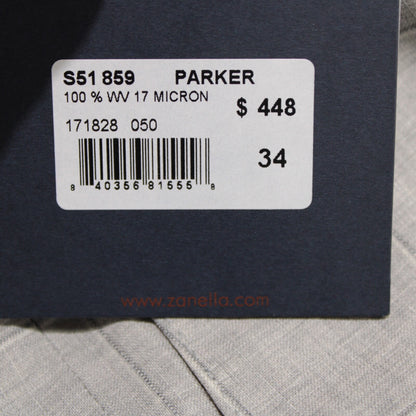 S51 859 PARKER
100 % WV 17 MICRON
$ 448
171828 050
34
8 40356 81555 8
www.zanella.com